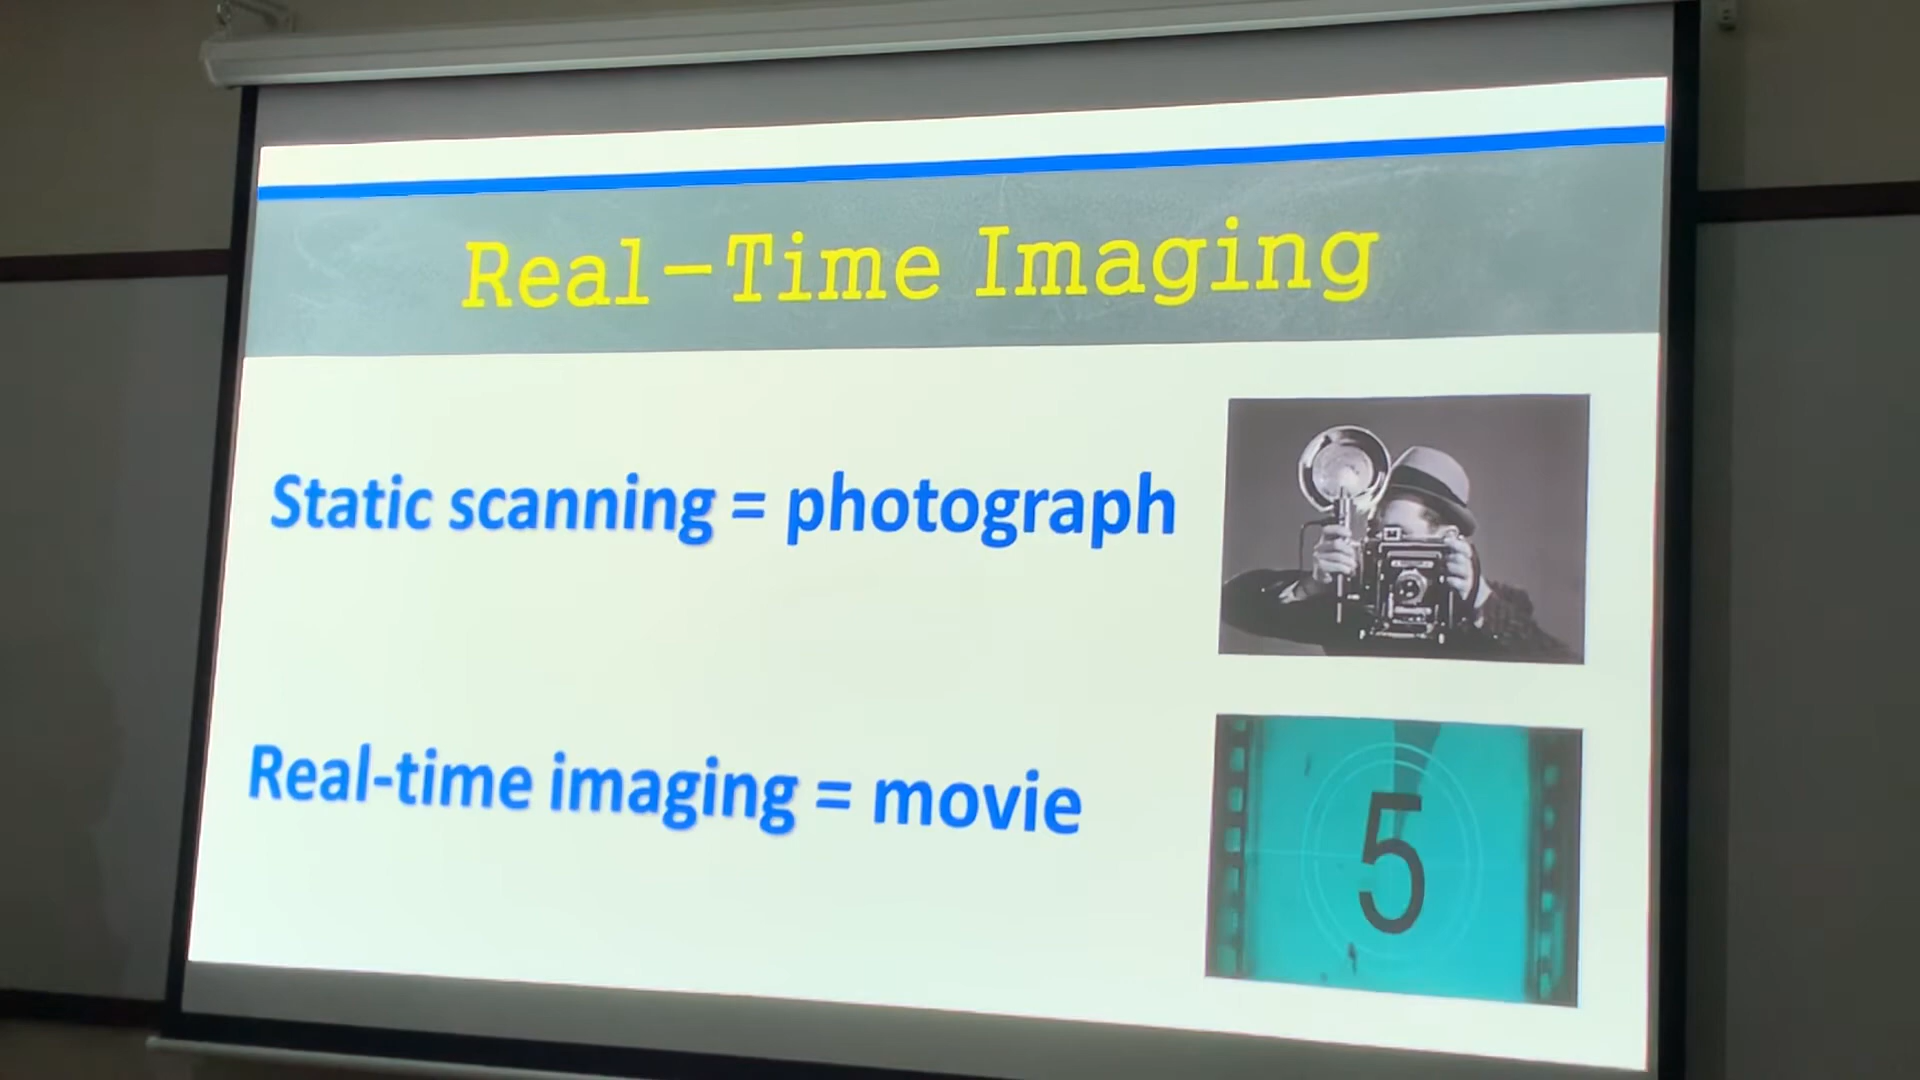 Real-Time Imaging
Static scanning = photograph
Real-time imaging = movie
5